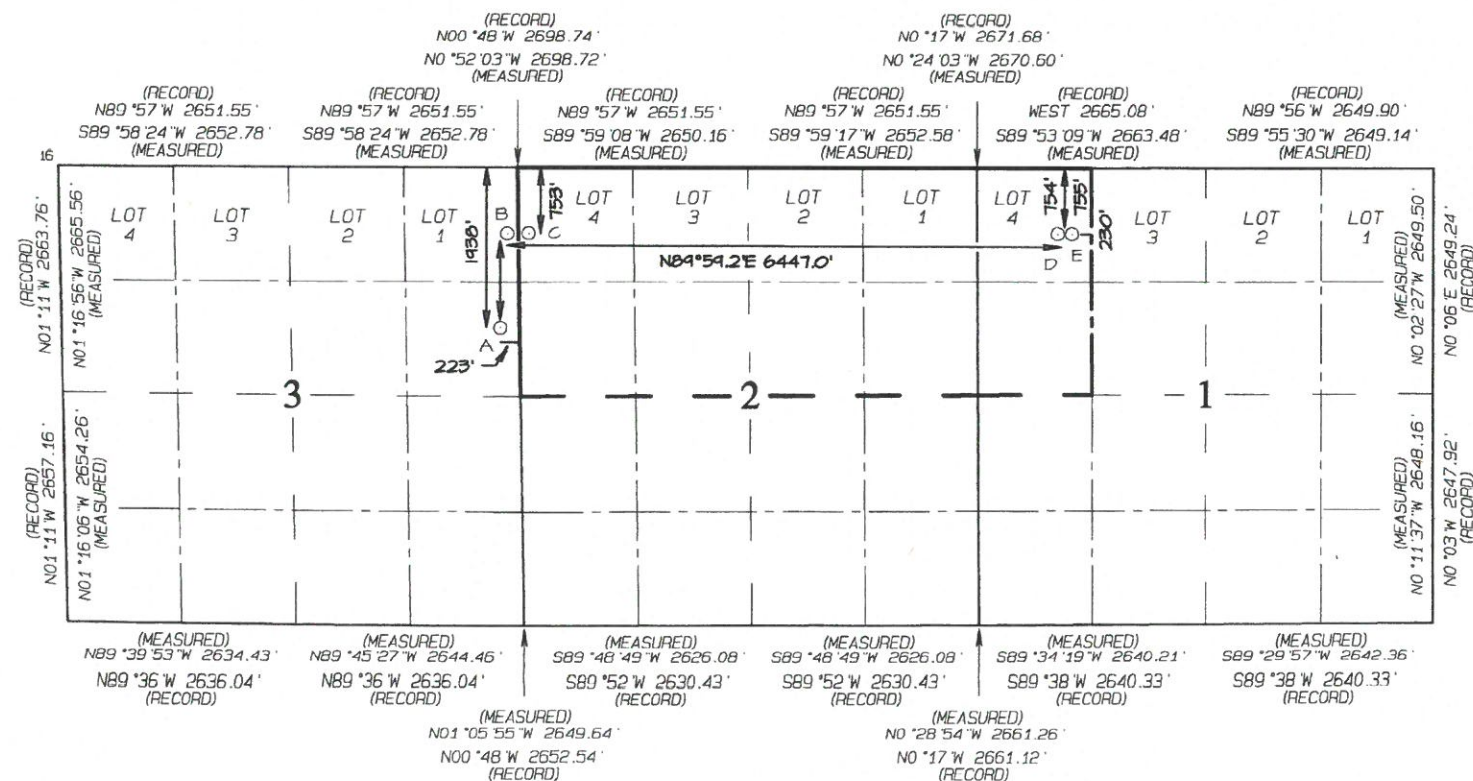 (RECORD)
N00 °48 'W 2698.74 '
N0 °52 '03 "W 2698.72 '
(MEASURED)
(RECORD)
N0 °17 'W 2671.68 '
N0 °24 '03 "W 2670.60 '
(MEASURED)
(RECORD)
N89 °57 'W 2651.55 '
S89 °58 '24 "W 2652.78 '
(MEASURED)
(RECORD)
N89 °57 'W 2651.55 '
S89 °58 '24 "W 2652.78 '
(MEASURED)
(RECORD)
N89 °57 'W 2651.55 '
S89 °59 '08 "W 2650.16 '
(MEASURED)
(RECORD)
N89 °57 'W 2651.55 '
S89 °59 '17 "W 2652.58 '
(MEASURED)
(RECORD)
WEST 2665.08 '
S89 °53 '09 "W 2663.48 '
(MEASURED)
(RECORD)
N89 °56 'W 2649.90 '
S89 °55 '30 "W 2649.14 '
(MEASURED)
16
(RECORD)
N01 °11 'W 2663.76 '
N01 °16 '56 "W 2665.56 '
(MEASURED)
LOT
4
LOT
3
LOT
2
LOT
1
1938'
B
753'
C
LOT
4
LOT
3
LOT
2
LOT
1
LOT
4
754'
755'
230'
LOT
3
LOT
2
LOT
1
N89°59.2'E 6447.0'
D
E
A
223'
(MEASURED)
N0 °02 '27 "W 2649.50 '
N0 °06 'E 2649.24 '
(RECORD)
3
2
1
(RECORD)
N01 °11 'W 2657.16 '
N01 °16 '06 "W 2654.26 '
(MEASURED)
(MEASURED)
N0 °11 '37 "W 2648.16 '
N0 °03 'W 2647.92 '
(RECORD)
(MEASURED)
N89 °39 '53 "W 2634.43 '
N89 °36 'W 2636.04 '
(RECORD)
(MEASURED)
N89 °45 '27 "W 2644.46 '
N89 °36 'W 2636.04 '
(RECORD)
(MEASURED)
S89 °48 '49 "W 2626.08 '
S89 °52 'W 2630.43 '
(RECORD)
(MEASURED)
S89 °48 '49 "W 2626.08 '
S89 °52 'W 2630.43 '
(RECORD)
(MEASURED)
S89 °34 '19 "W 2640.21 '
S89 °38 'W 2640.33 '
(RECORD)
(MEASURED)
S89 °29 '57 "W 2642.36 '
S89 °38 'W 2640.33 '
(RECORD)
(MEASURED)
N01 °05 '55 "W 2649.64 '
N00 °48 'W 2652.54 '
(RECORD)
(MEASURED)
N0 °28 '54 "W 2661.26 '
N0 °17 'W 2661.12 '
(RECORD)